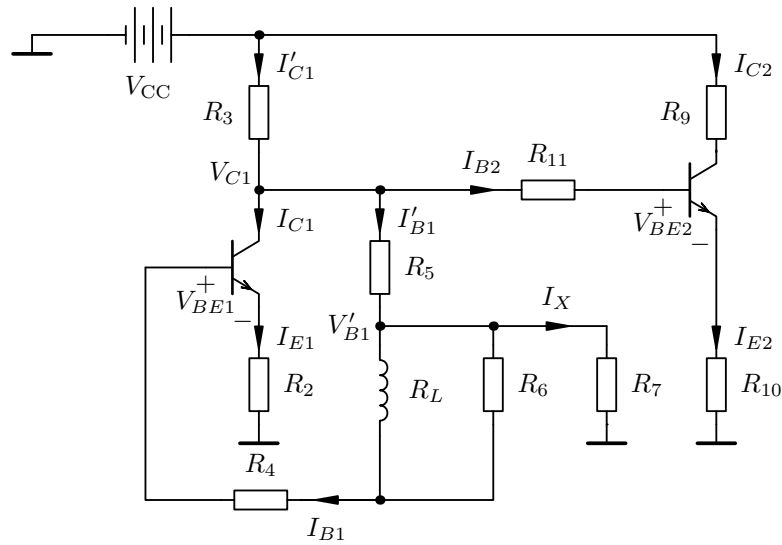 V_CC
I'_C1
I_C2
R_3
R_9
V_C1
I_B2
R_11
I_C1
I'_B1
+
V_BE1
−
R_5
+
V_BE2
−
V'_B1
I_X
I_E1
I_E2
R_2
R_L
R_6
R_7
R_10
R_4
I_B1